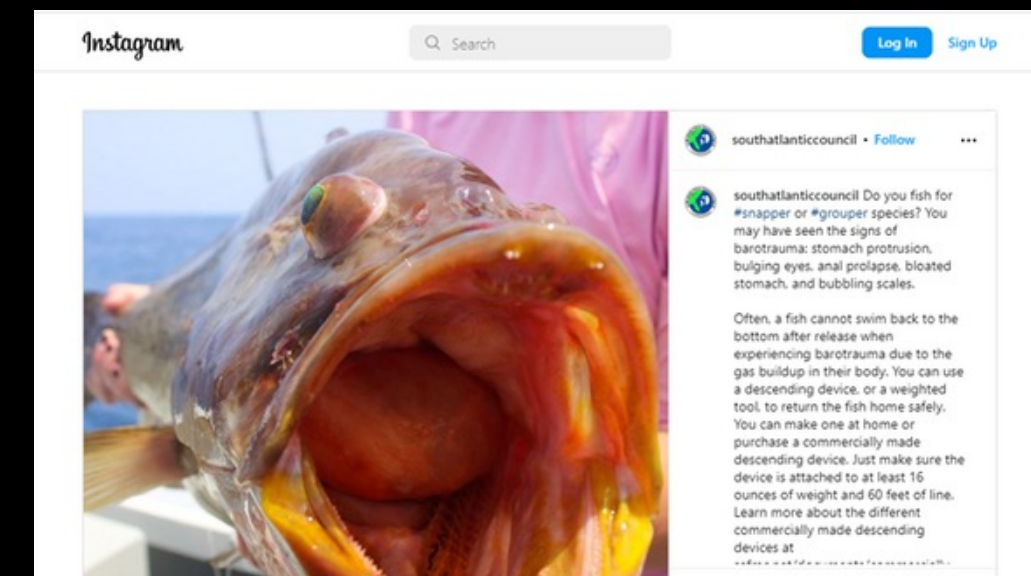 Instagram
Search
Log In
Sign Up
southatlanticcouncil • Follow
southatlanticcouncil Do you fish for
#snapper or #grouper species? You
may have seen the signs of
barotrauma: stomach protrusion,
bulging eyes, anal prolapse, bloated
stomach, and bubbling scales.
Often, a fish cannot swim back to the
bottom after release when
experiencing barotrauma due to the
gas buildup in their body. You can use
a descending device, or a weighted
tool, to return the fish home safely.
You can make one at home or
purchase a commercially made
descending device. Just make sure the
device is attached to at least 16
ounces of weight and 60 feet of line.
Learn more about the different
commercially made descending
devices at